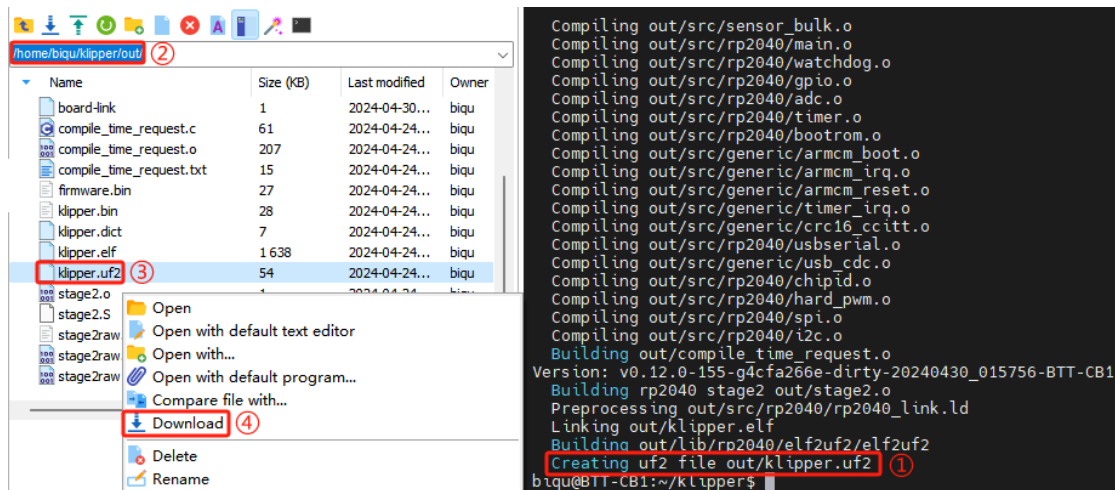 /home/biqu/klipper/out/ ②
Name Size (KB) Last modified Owner
board-link 1 2024-04-30... biqu
compile_time_request.c 61 2024-04-24... biqu
compile_time_request.o 207 2024-04-24... biqu
compile_time_request.txt 15 2024-04-24... biqu
firmware.bin 27 2024-04-24... biqu
klipper.bin 28 2024-04-24... biqu
klipper.dict 7 2024-04-24... biqu
klipper.elf 1 638 2024-04-24... biqu
klipper.uf2 ③ 54 2024-04-24... biqu
stage2.o 1 2024-04-24... biqu
stage2.S
stage2raw
stage2raw
stage2raw
Open
Open with default text editor
Open with...
Open with default program...
Compare file with...
Download ④
Delete
Rename
Compiling out/src/sensor_bulk.o
Compiling out/src/rp2040/main.o
Compiling out/src/rp2040/watchdog.o
Compiling out/src/rp2040/gpio.o
Compiling out/src/rp2040/adc.o
Compiling out/src/rp2040/timer.o
Compiling out/src/rp2040/bootrom.o
Compiling out/src/generic/armcm_boot.o
Compiling out/src/generic/armcm_irq.o
Compiling out/src/generic/armcm_reset.o
Compiling out/src/generic/timer_irq.o
Compiling out/src/generic/crc16_ccitt.o
Compiling out/src/rp2040/usbserial.o
Compiling out/src/generic/usb_cdc.o
Compiling out/src/rp2040/chipid.o
Compiling out/src/rp2040/hard_pwm.o
Compiling out/src/rp2040/spi.o
Compiling out/src/rp2040/i2c.o
Building out/compile_time_request.o
Version: v0.12.0-155-g4cfa266e-dirty-20240430_015756-BTT-CB1
Building rp2040 stage2 out/stage2.o
Preprocessing out/src/rp2040/rp2040_link.ld
Linking out/klipper.elf
Building out/lib/rp2040/elf2uf2/elf2uf2
Creating uf2 file out/klipper.uf2 ①
biqu@BTT-CB1:~/klipper$